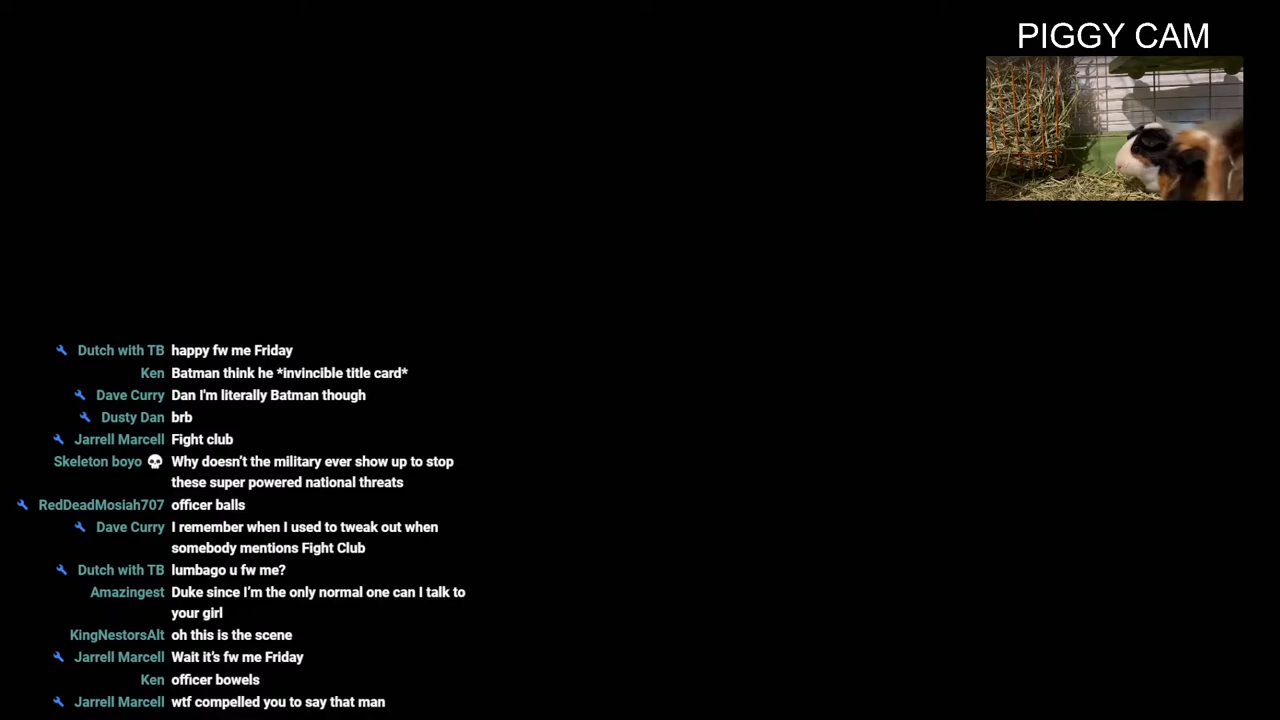 PIGGY CAM
Dutch with TB happy fw me Friday
Ken Batman think he *invincible title card*
Dave Curry Dan I'm literally Batman though
Dusty Dan brb
Jarrell Marcell Fight club
Skeleton boyo 💀 Why doesn’t the military ever show up to stop
these super powered national threats
RedDeadMosiah707 officer balls
Dave Curry I remember when I used to tweak out when
somebody mentions Fight Club
Dutch with TB lumbago u fw me?
Amazingest Duke since I’m the only normal one can I talk to
your girl
KingNestorsAlt oh this is the scene
Jarrell Marcell Wait it’s fw me Friday
Ken officer bowels
Jarrell Marcell wtf compelled you to say that man